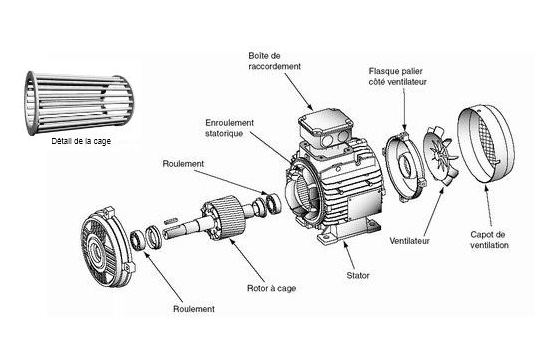 Boîte de
raccordement
Flasque palier
côté ventilateur
Enroulement
statorique
Détail de la cage
Roulement
Ventilateur
Capot de
ventilation
Stator
Rotor à cage
Roulement